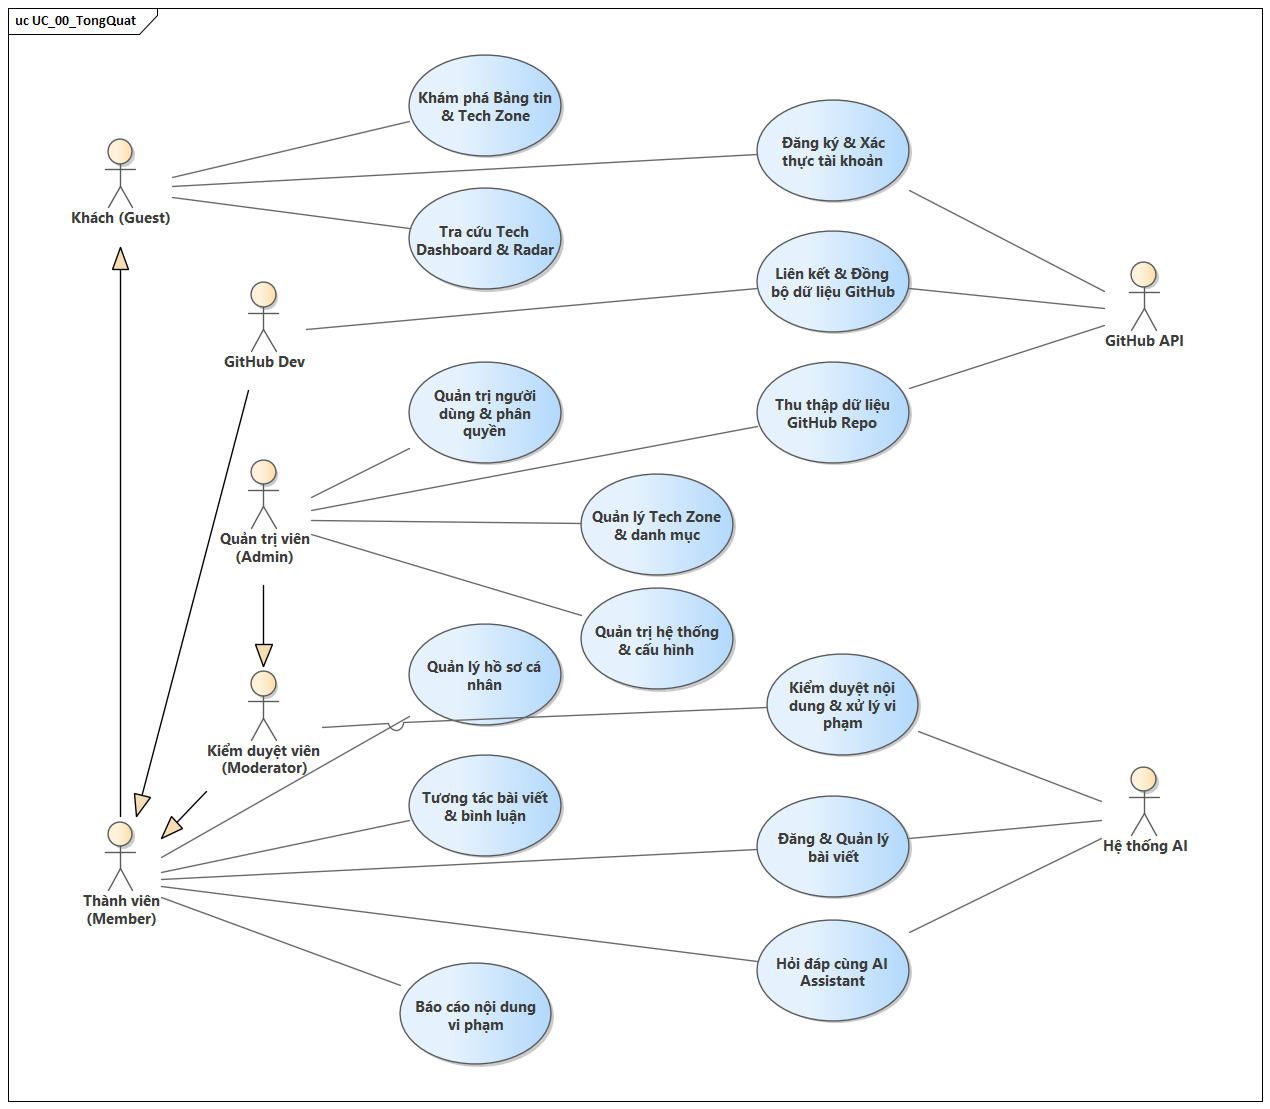 uc UC_00_TongQuat
Khám phá Bảng tin
& Tech Zone
Đăng ký & Xác
thực tài khoản
Khách (Guest)
Tra cứu Tech
Dashboard & Radar
Liên kết & Đồng
bộ dữ liệu GitHub
GitHub API
GitHub Dev
Quản trị người
dùng & phân
quyền
Thu thập dữ liệu
GitHub Repo
Quản lý Tech Zone
& danh mục
Quản trị viên
(Admin)
Quản trị hệ thống
& cấu hình
Quản lý hồ sơ cá
nhân
Kiểm duyệt nội
dung & xử lý vi
phạm
Kiểm duyệt viên
(Moderator)
Tương tác bài viết
& bình luận
Đăng & Quản lý
bài viết
Hệ thống AI
Thành viên
(Member)
Hỏi đáp cùng AI
Assistant
Báo cáo nội dung
vi phạm